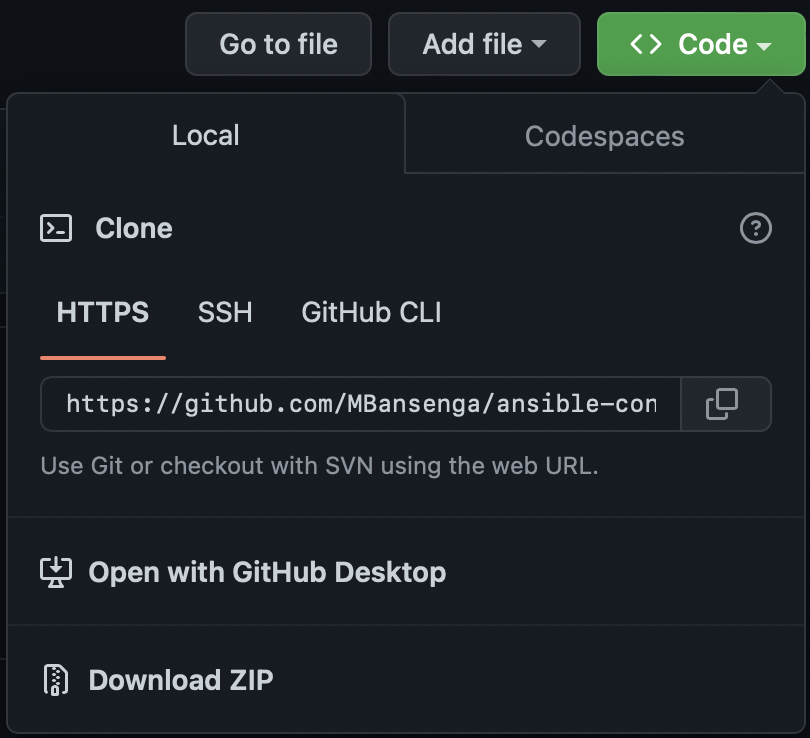 Go to file Add file <> Code
Local Codespaces
Clone
HTTPS SSH GitHub CLI
https://github.com/MBansenga/ansible-con
Use Git or checkout with SVN using the web URL.
Open with GitHub Desktop
Download ZIP